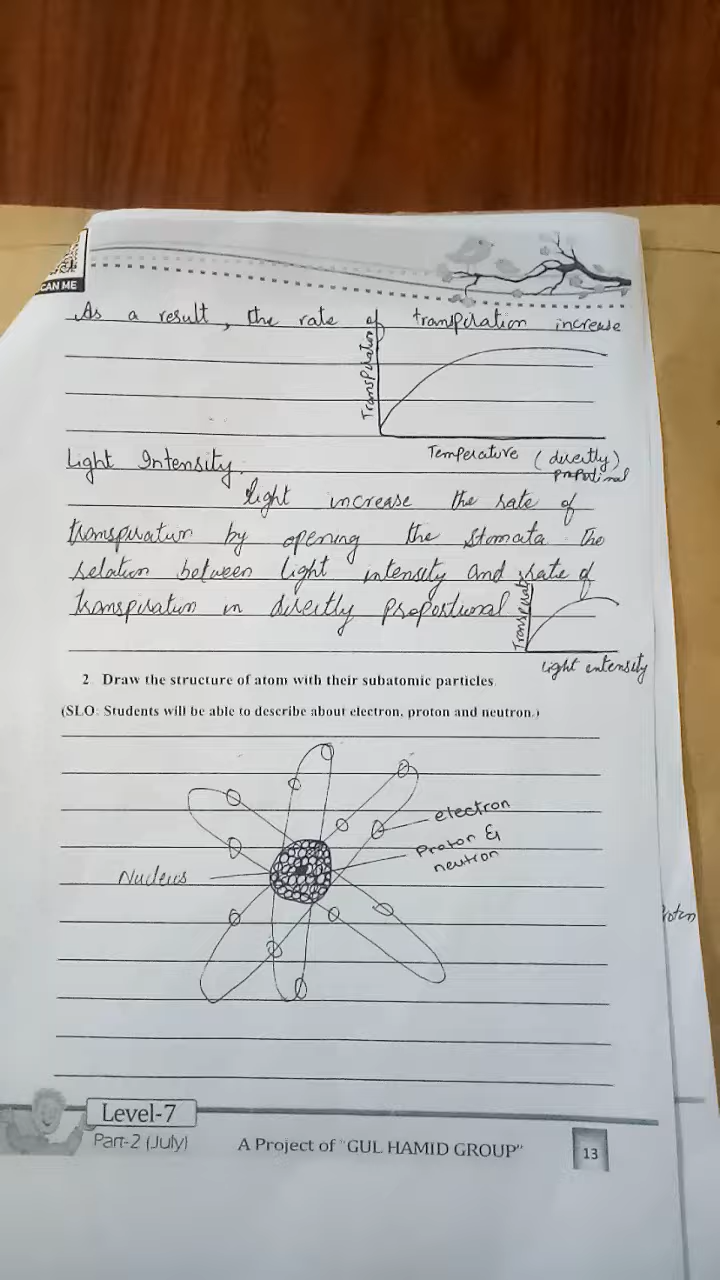 CAN ME
As a result, the rate of transpiration increase
Transpiration
Temperature (directly)
proportional
Light Intensity:
light increase the rate of
transpiration by opening the stomata. The
relation between light intensity and rate of
transpiration in directly proportional
Transpirat
light entensity
2 Draw the structure of atom with their subatomic particles.
(SLO: Students will be able to describe about electron, proton and neutron.)
electron
Proton &
neutron
Nucleus
Level-7
Part-2 (July)
A Project of "GUL HAMID GROUP"
13